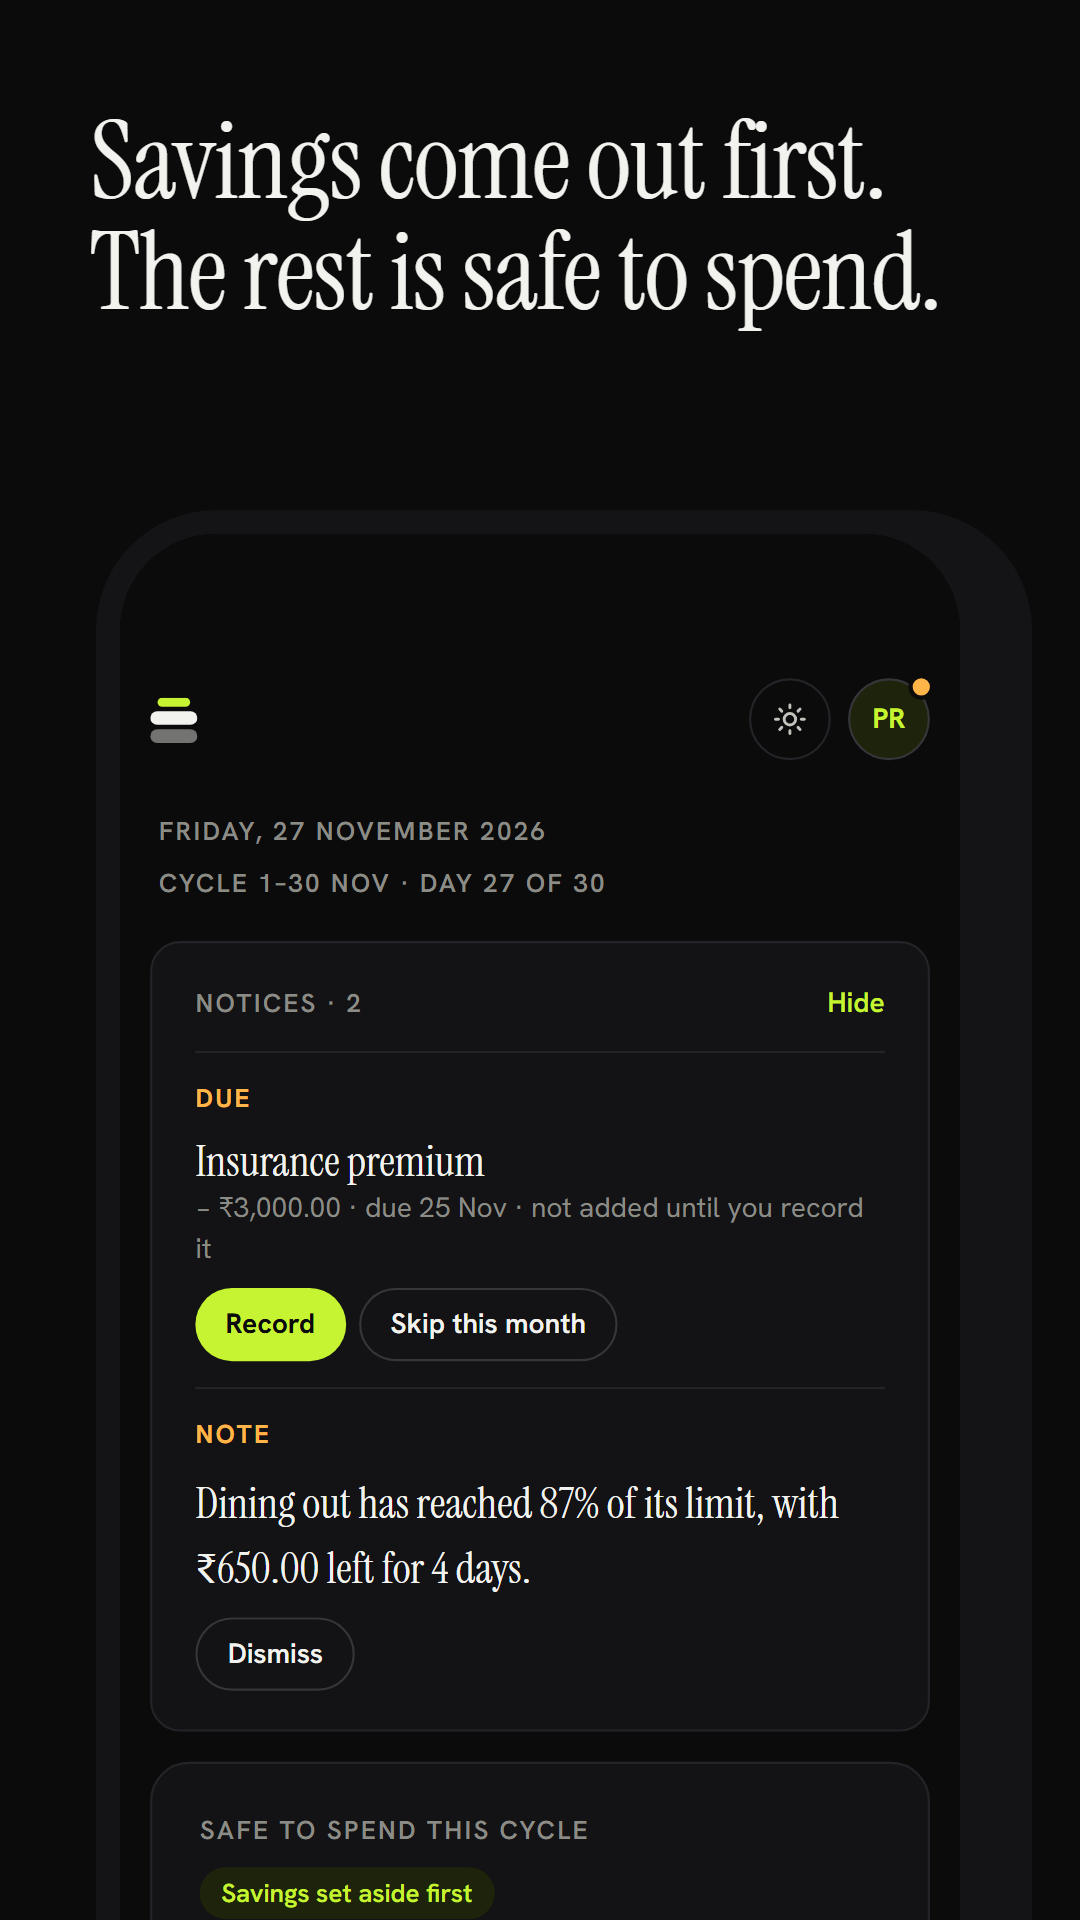 Savings come out first.
The rest is safe to spend.
PR
FRIDAY, 27 NOVEMBER 2026
CYCLE 1–30 NOV · DAY 27 OF 30
NOTICES · 2
Hide
DUE
Insurance premium
– ₹3,000.00 · due 25 Nov · not added until you record
it
Record
Skip this month
NOTE
Dining out has reached 87% of its limit, with
₹650.00 left for 4 days.
Dismiss
SAFE TO SPEND THIS CYCLE
Savings set aside first